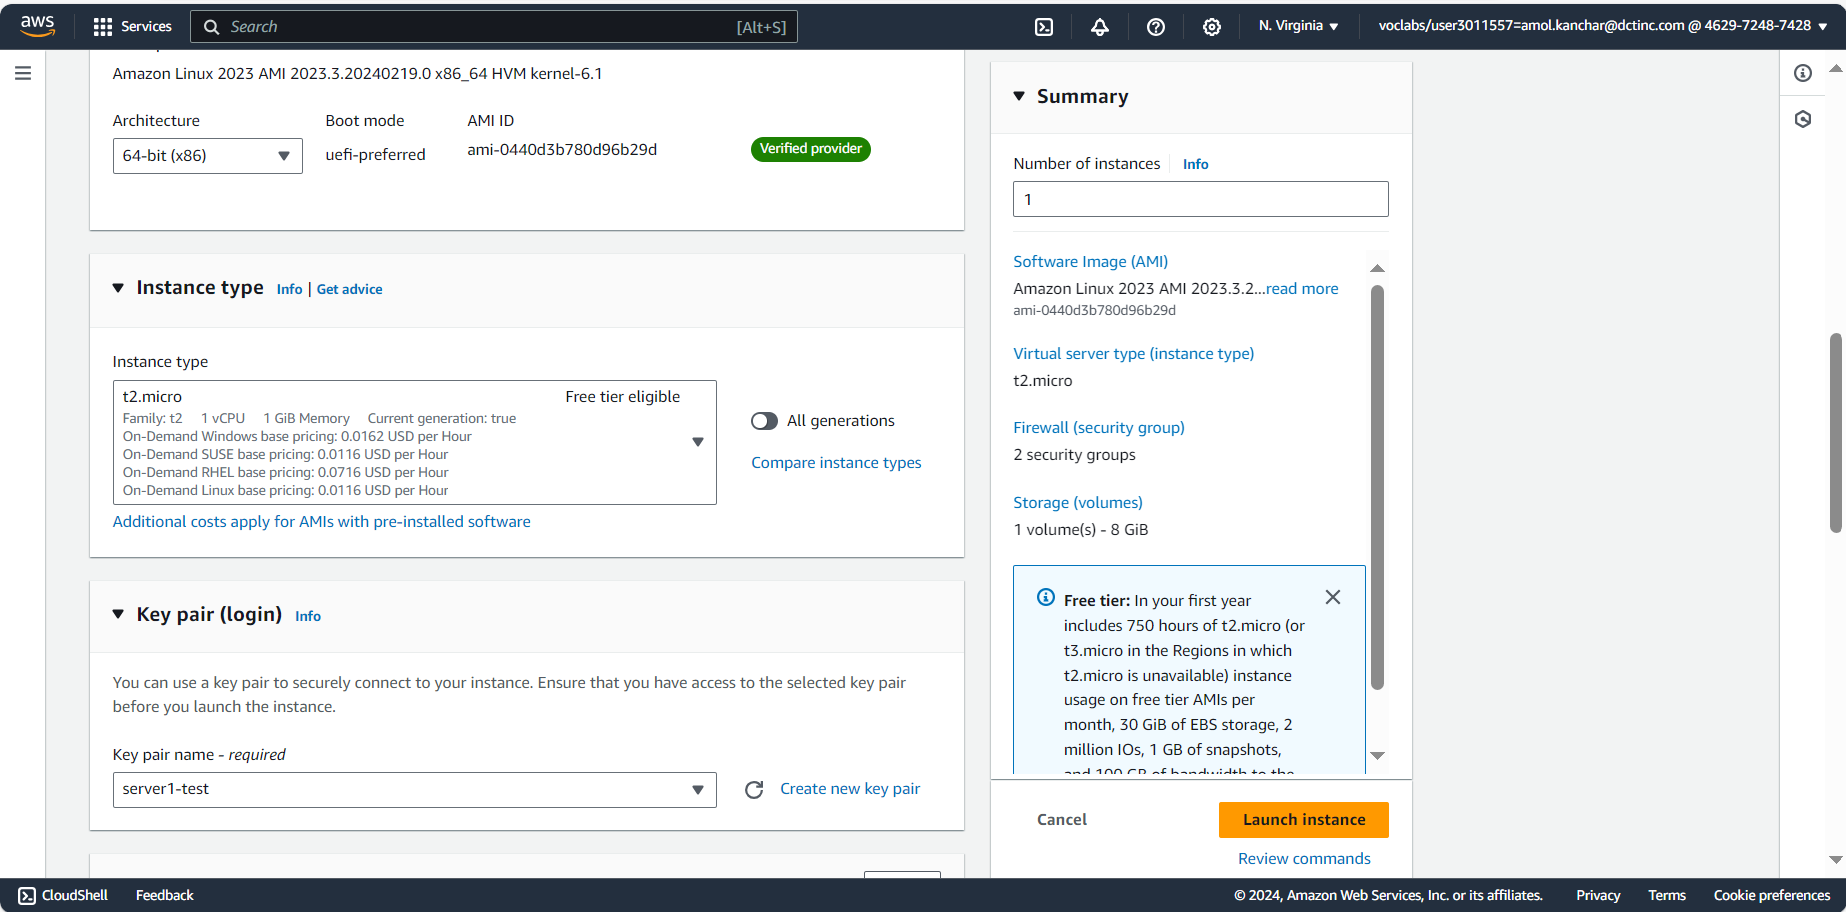 aws
Services
Search
[Alt+S]
N. Virginia
voclabs/user3011557=amol.kanchar@dctinc.com @ 4629-7248-7428
Amazon Linux 2023 AMI 2023.3.20240219.0 x86_64 HVM kernel-6.1
Architecture
Boot mode
AMI ID
64-bit (x86)
uefi-preferred
ami-0440d3b780d96b29d
Verified provider
Instance type
Info | Get advice
Instance type
t2.micro
Free tier eligible
Family: t2 1 vCPU 1 GiB Memory Current generation: true
On-Demand Windows base pricing: 0.0162 USD per Hour
On-Demand SUSE base pricing: 0.0116 USD per Hour
On-Demand RHEL base pricing: 0.0716 USD per Hour
On-Demand Linux base pricing: 0.0116 USD per Hour
All generations
Compare instance types
Additional costs apply for AMIs with pre-installed software
Key pair (login)
Info
You can use a key pair to securely connect to your instance. Ensure that you have access to the selected key pair
before you launch the instance.
Key pair name - required
server1-test
Create new key pair
Summary
Number of instances
Info
1
Software Image (AMI)
Amazon Linux 2023 AMI 2023.3.2...read more
ami-0440d3b780d96b29d
Virtual server type (instance type)
t2.micro
Firewall (security group)
2 security groups
Storage (volumes)
1 volume(s) - 8 GiB
Free tier: In your first year
includes 750 hours of t2.micro (or
t3.micro in the Regions in which
t2.micro is unavailable) instance
usage on free tier AMIs per
month, 30 GiB of EBS storage, 2
million IOs, 1 GB of snapshots,
and 100 GB of bandwidth to the
Cancel
Launch instance
Review commands
CloudShell
Feedback
© 2024, Amazon Web Services, Inc. or its affiliates.
Privacy
Terms
Cookie preferences